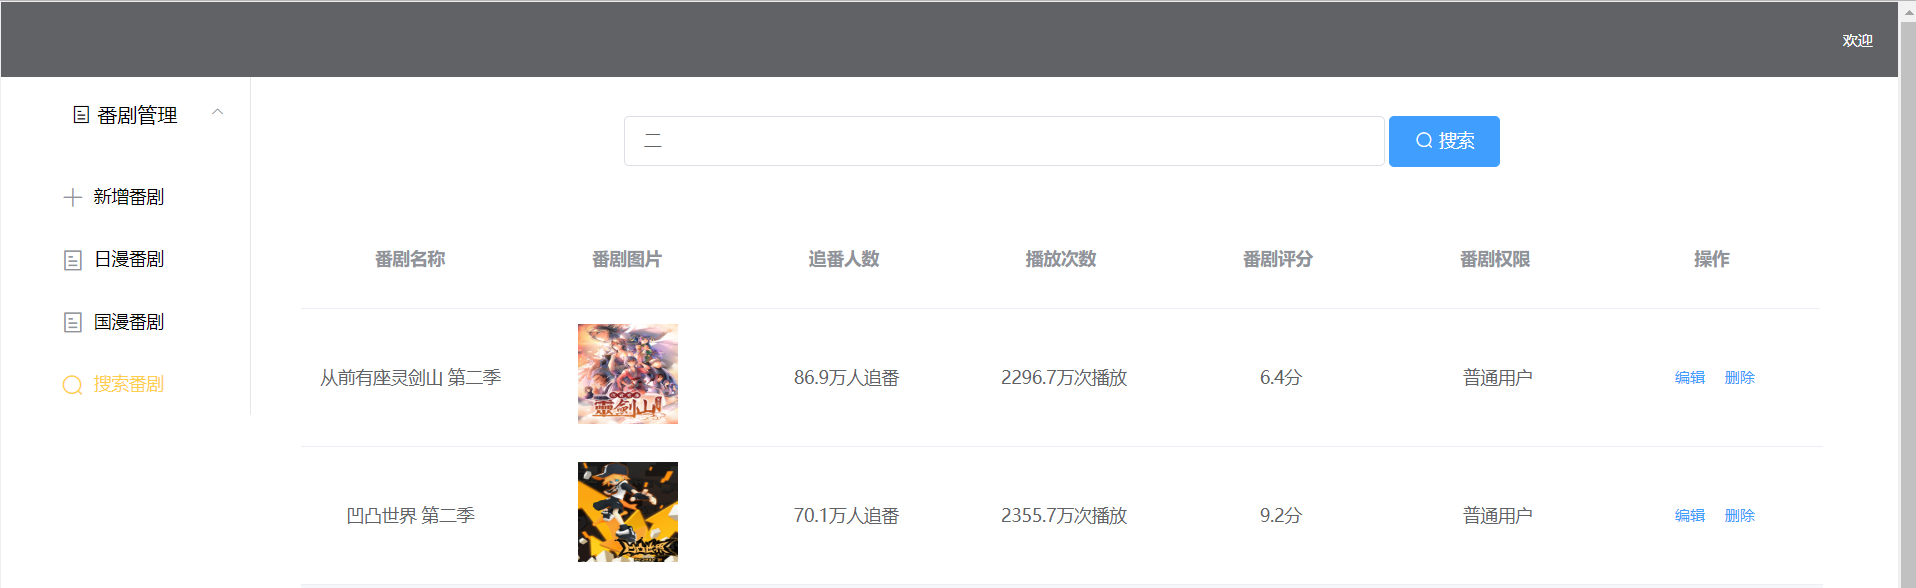 欢迎
番剧管理
新增番剧
日漫番剧
国漫番剧
搜索番剧
二 搜索
番剧名称 番剧图片 追番人数 播放次数 番剧评分 番剧权限 操作
从前有座灵剑山 第二季 靈劍山 86.9万人追番 2296.7万次播放 6.4分 普通用户 编辑 删除
凹凸世界 第二季 凹凸世界 70.1万人追番 2355.7万次播放 9.2分 普通用户 编辑 删除